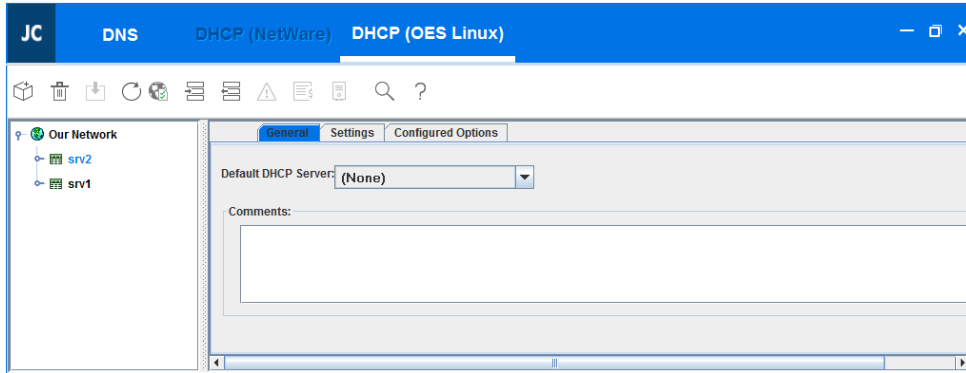 JC DNS DHCP (NetWare) DHCP (OES Linux)
?
Our Network
srv2
srv1
General Settings Configured Options
Default DHCP Server: (None)
Comments: